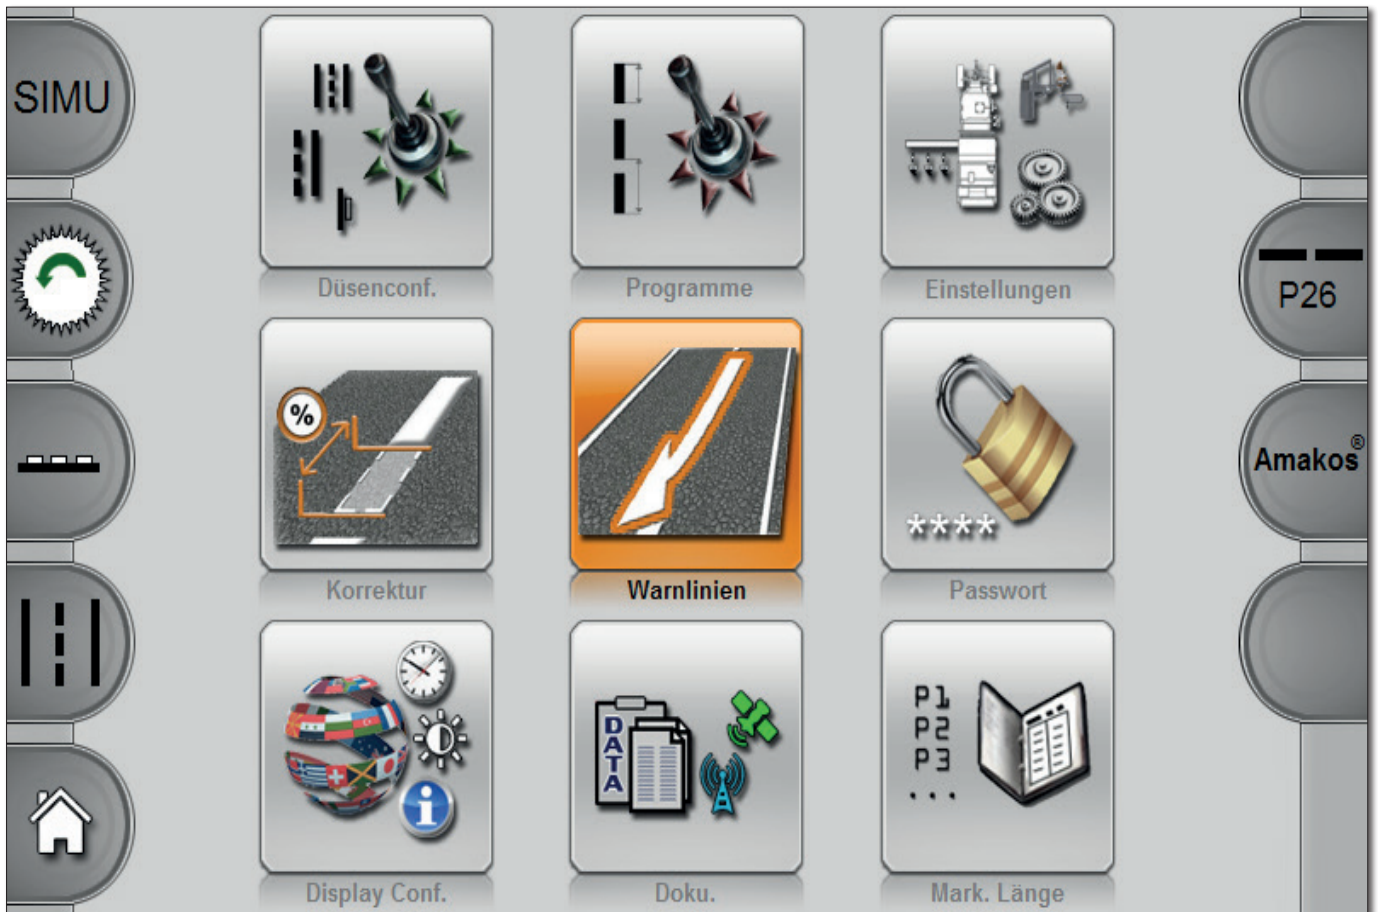 SIMU
Düsenconf.
Programme
Einstellungen
P26
%
Korrektur
Warnlinien
****
Passwort
Amakos®
Display Conf.
DATA
Doku.
P1
P2
P3
...
Mark. Länge